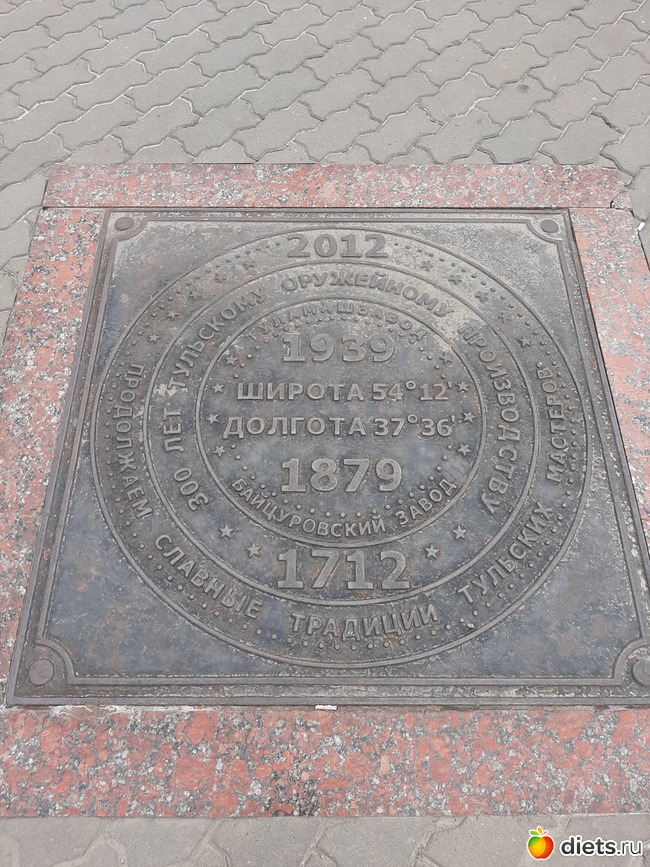 2012
300 ЛЕТ ТУЛЬСКОМУ ОРУЖЕЙНОМУ ПРОИЗВОДСТВУ
ТУЛАМАШЗАВОД
1939
ШИРОТА 54°12'
ДОЛГОТА 37°36'
1879
БАЙЦУРОВСКИЙ ЗАВОД
1712
ПРОДОЛЖАЕМ СЛАВНЫЕ ТРАДИЦИИ ТУЛЬСКИХ МАСТЕРОВ
diets.ru